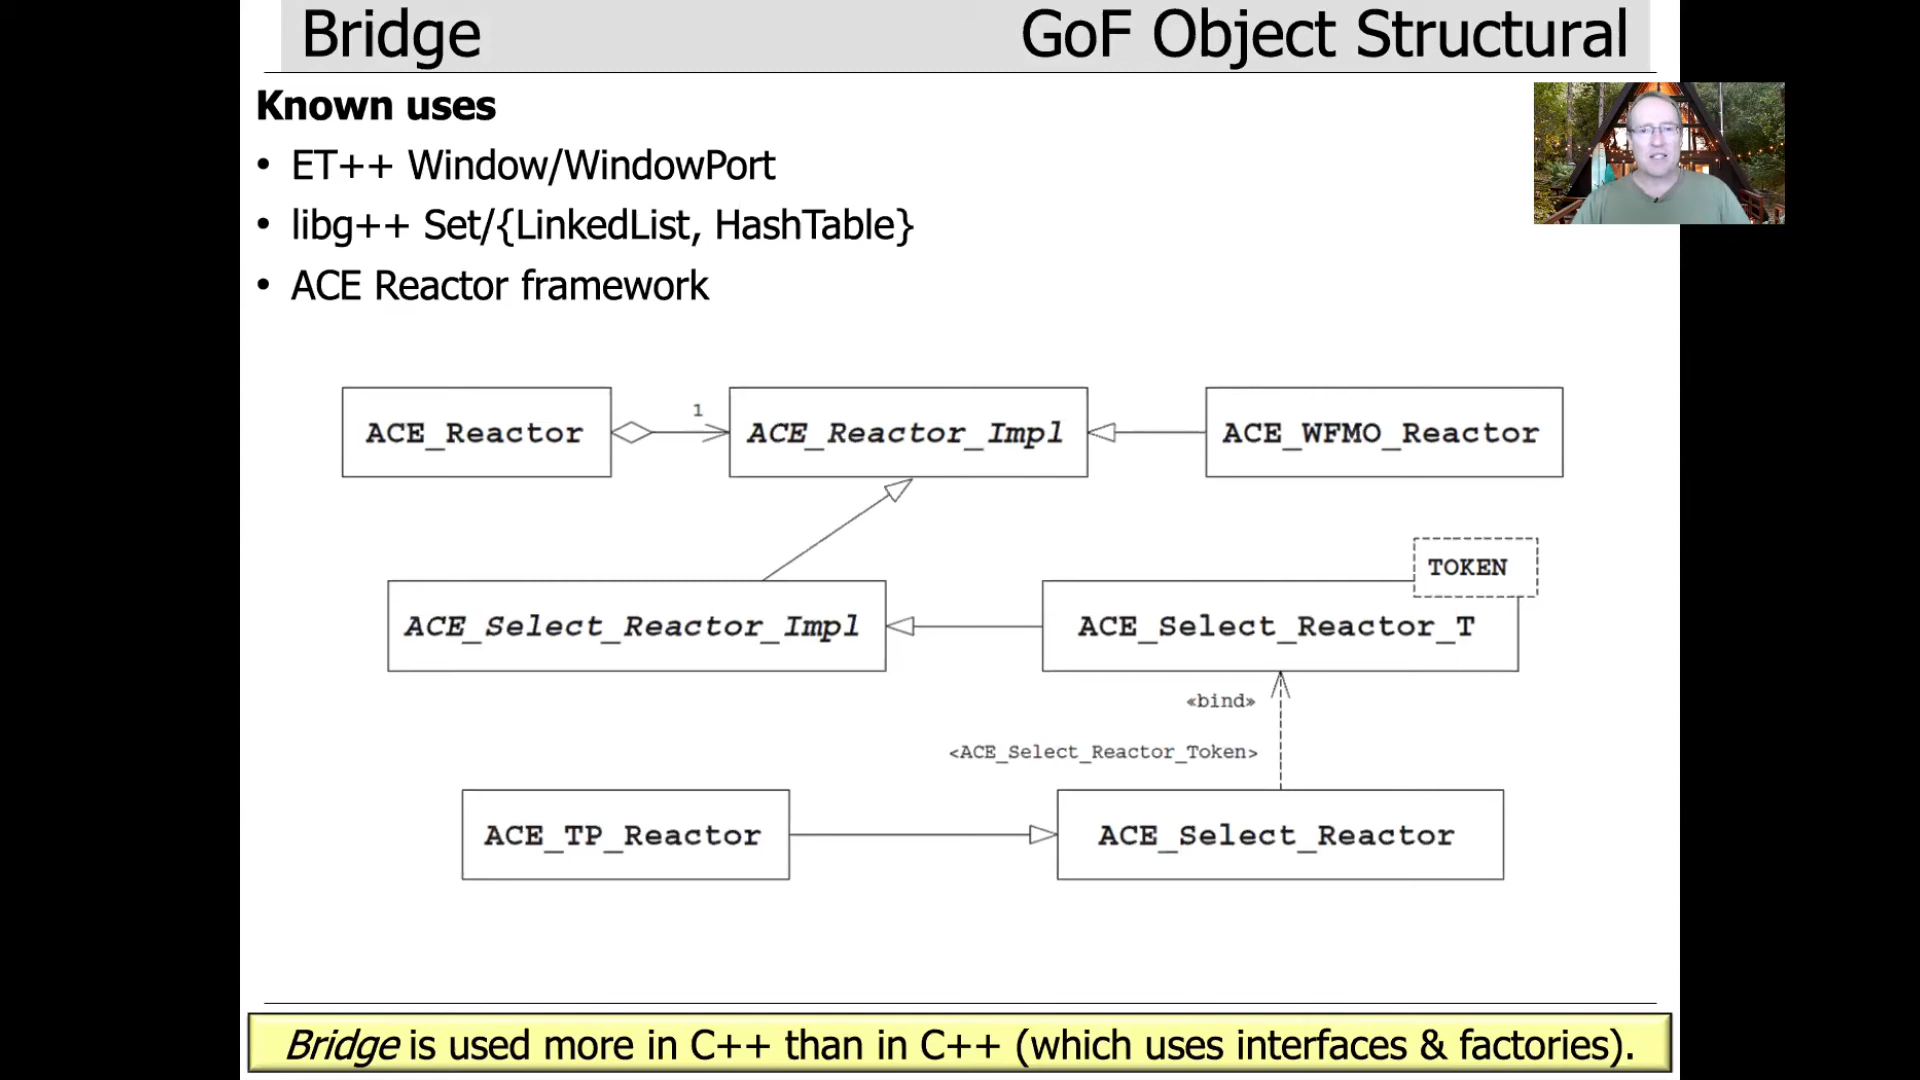 Bridge GoF Object Structural
Known uses
• ET++ Window/WindowPort
• libg++ Set/{LinkedList, HashTable}
• ACE Reactor framework
ACE_Reactor 1 ACE_Reactor_Impl ACE_WFMO_Reactor
TOKEN
ACE_Select_Reactor_Impl ACE_Select_Reactor_T
«bind»
<ACE_Select_Reactor_Token>
ACE_TP_Reactor ACE_Select_Reactor
Bridge is used more in C++ than in C++ (which uses interfaces & factories).